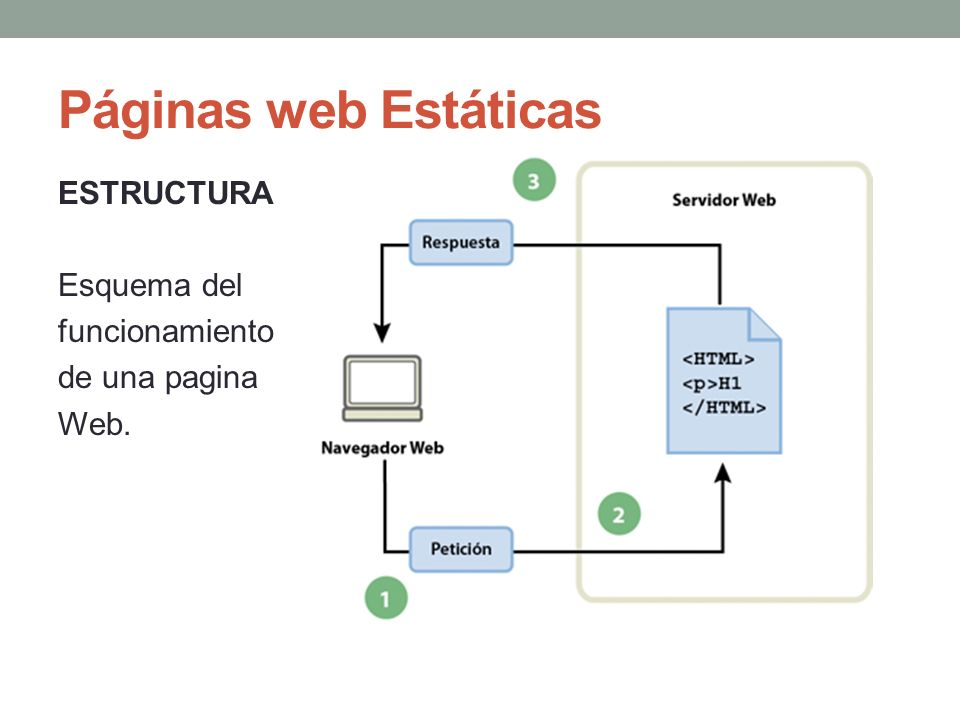 Páginas web Estáticas
ESTRUCTURA
Esquema del
funcionamiento
de una pagina
Web.
3
Servidor Web
Respuesta
<HTML>
<p>H1
</HTML>
Navegador Web
2
Petición
1